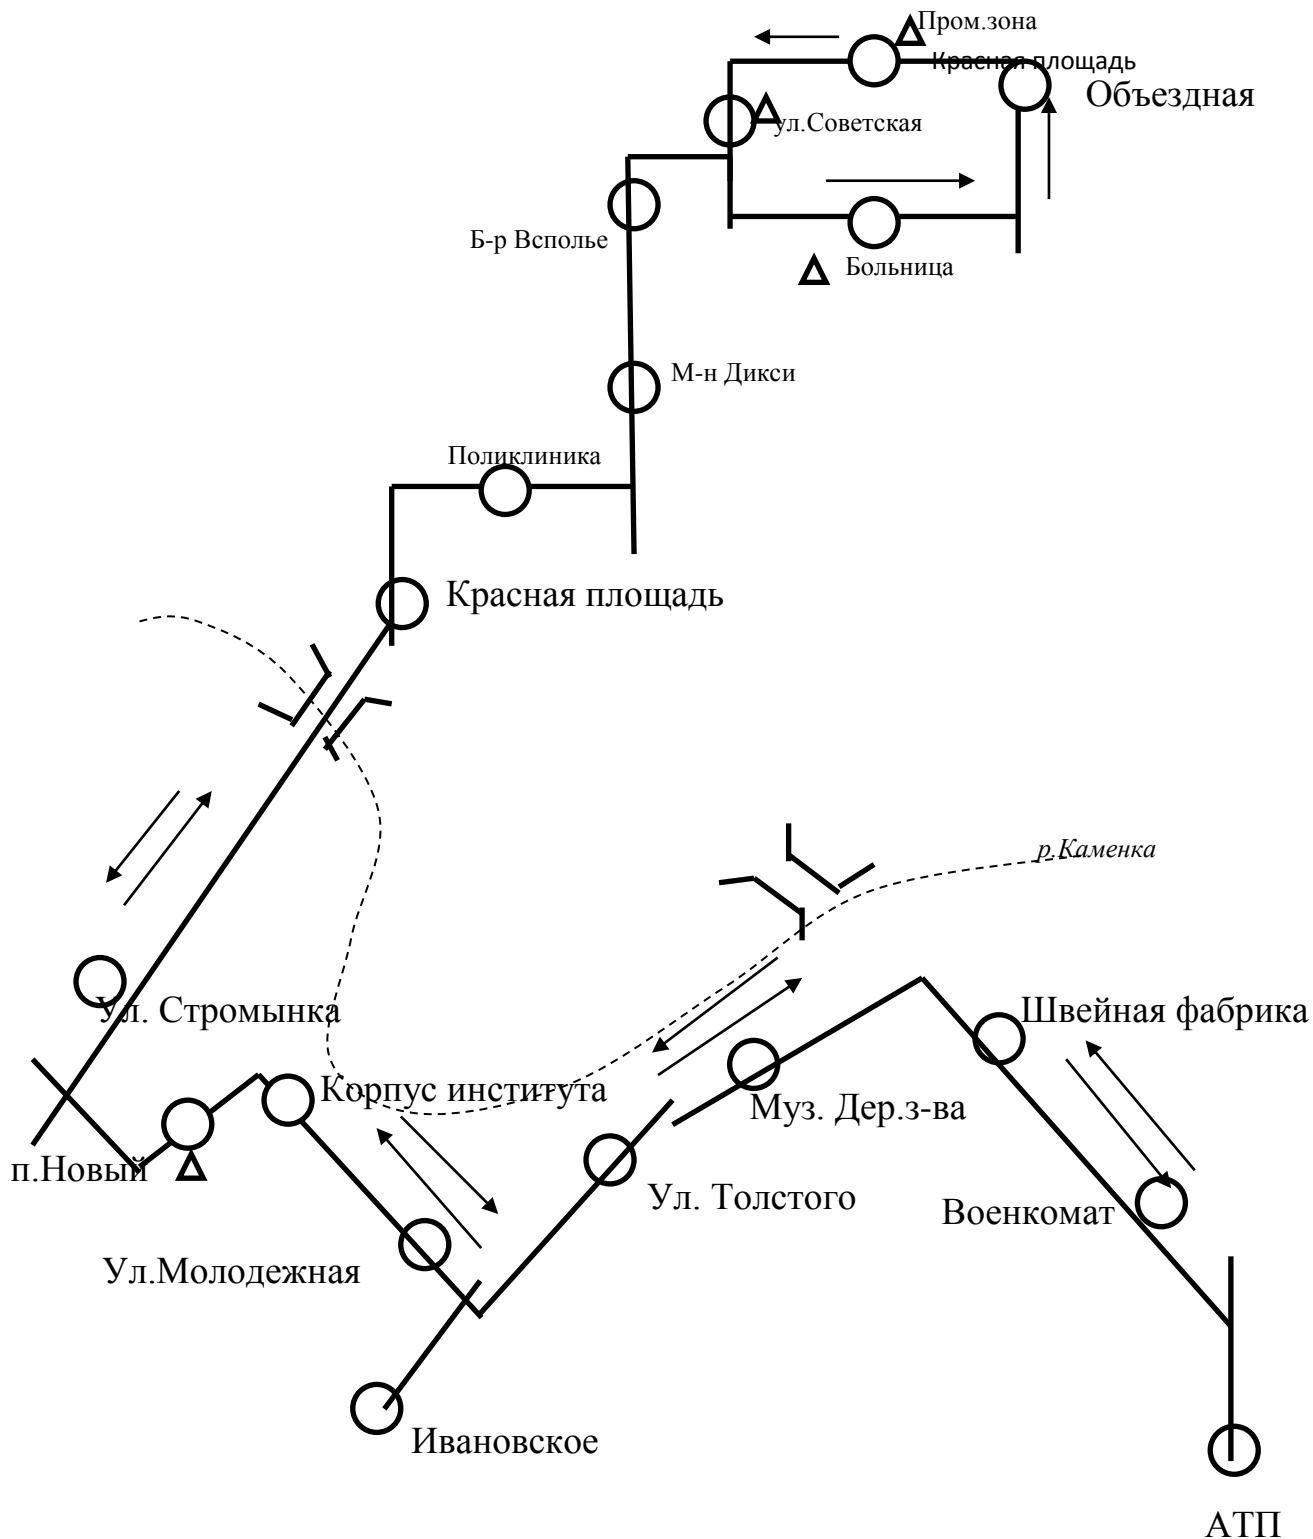 Пром.зона
Красная площадь
Объездная
ул.Советская
Б-р Всполье
Больница
М-н Дикси
Поликлиника
Красная площадь
р.Каменка
Ул. Стромынка
Швейная фабрика
Корпус института
Муз. Дер.з-ва
п.Новый
Ул. Толстого
Военкомат
Ул.Молодежная
Ивановское
АТП